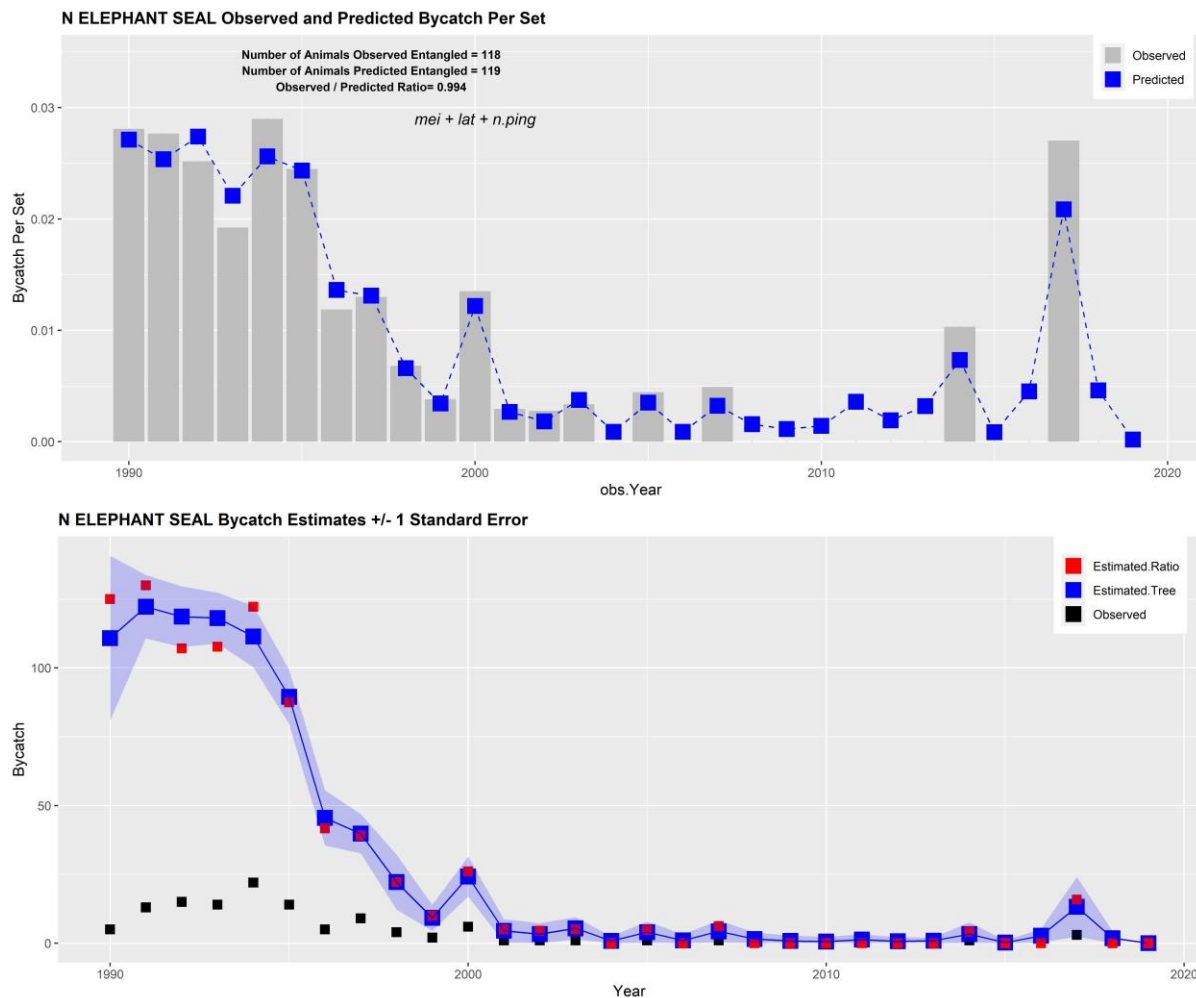 N ELEPHANT SEAL Observed and Predicted Bycatch Per Set
Number of Animals Observed Entangled = 118
Number of Animals Predicted Entangled = 119
Observed / Predicted Ratio= 0.994
mei + lat + n.ping
Observed
Predicted
Bycatch Per Set
0.03
0.02
0.01
0.00
1990
2000
2010
2020
obs.Year
N ELEPHANT SEAL Bycatch Estimates +/- 1 Standard Error
Estimated.Ratio
Estimated.Tree
Observed
Bycatch
100
50
0
1990
2000
2010
2020
Year